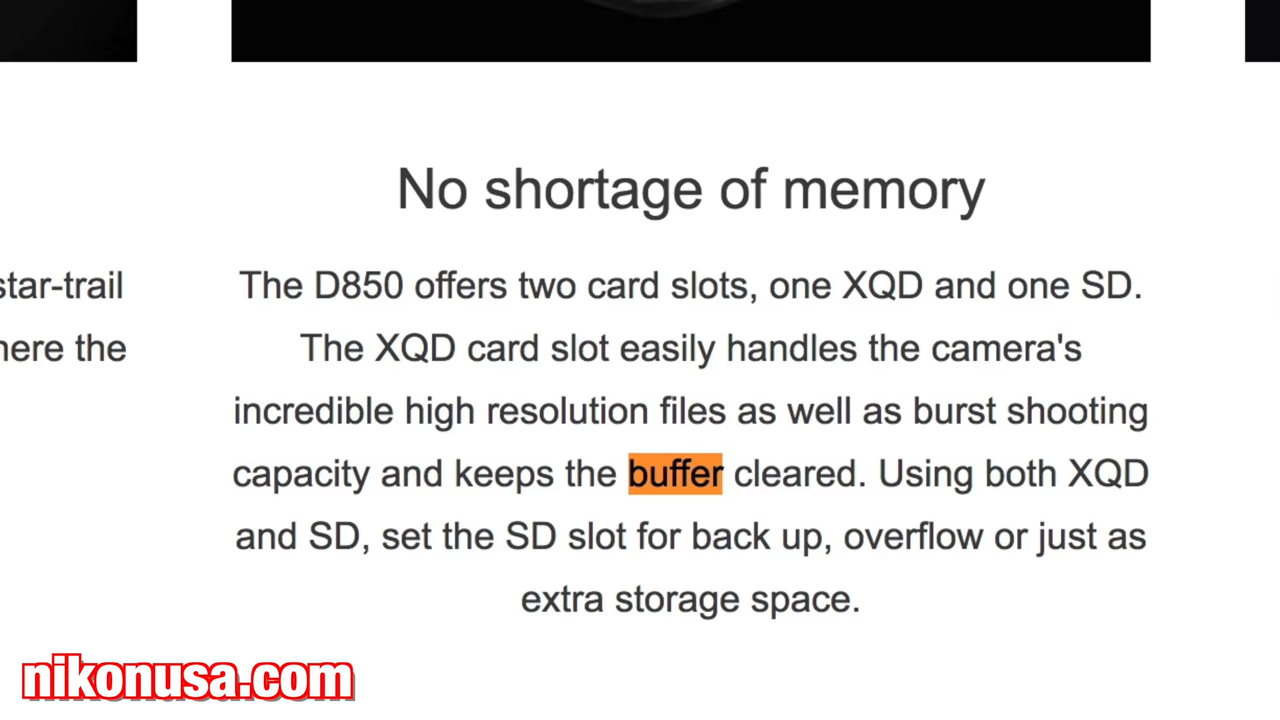 No shortage of memory
star-trail
here the
The D850 offers two card slots, one XQD and one SD.
The XQD card slot easily handles the camera's
incredible high resolution files as well as burst shooting
capacity and keeps the buffer cleared. Using both XQD
and SD, set the SD slot for back up, overflow or just as
extra storage space.
nikonusa.com